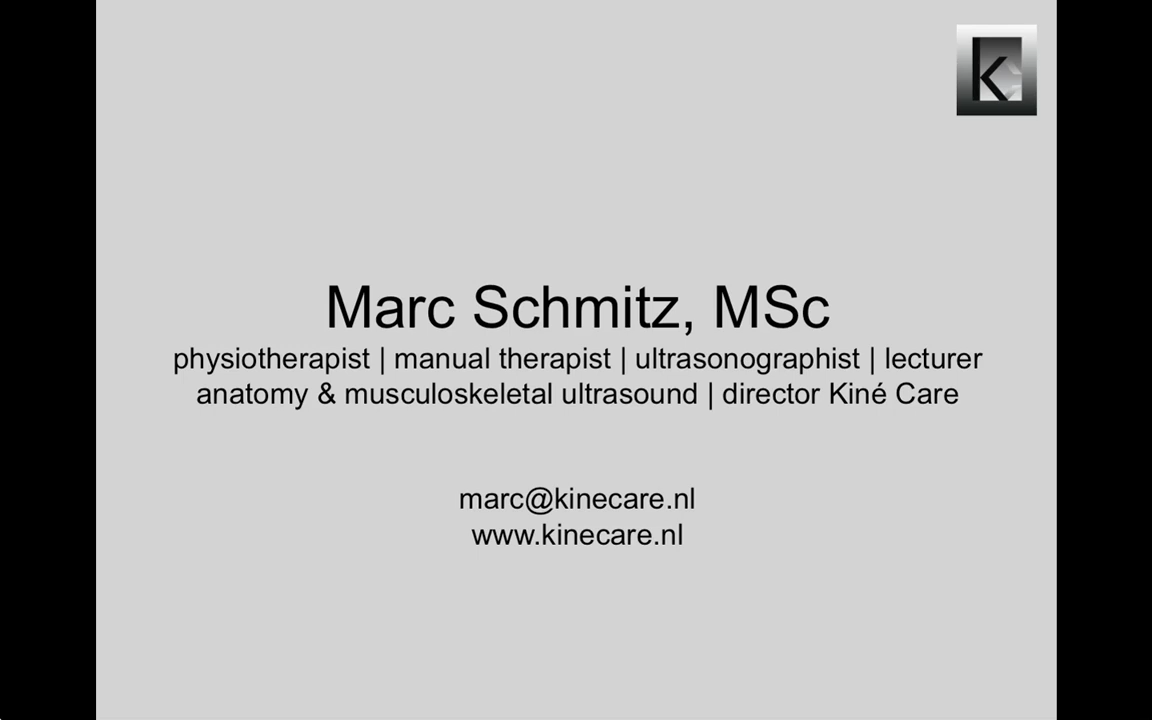 K
Marc Schmitz, MSc
physiotherapist | manual therapist | ultrasonographist | lecturer
anatomy & musculoskeletal ultrasound | director Kiné Care
marc@kinecare.nl
www.kinecare.nl